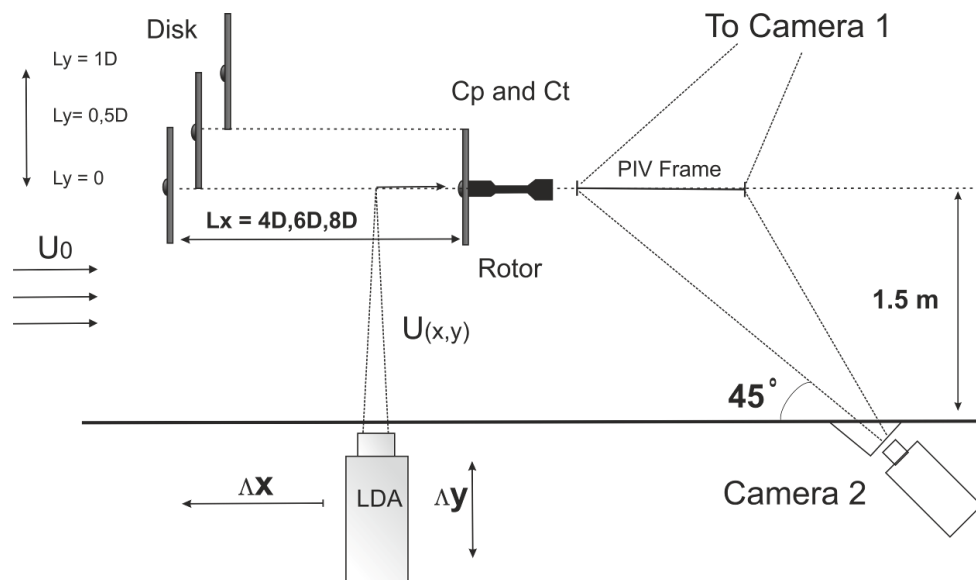 Disk
To Camera 1
Ly = 1D
Cp and Ct
Ly= 0,5D
PIV Frame
Ly = 0
Lx = 4D,6D,8D
U0
Rotor
1.5 m
U(x,y)
45°
Λx
LDA
Λy
Camera 2